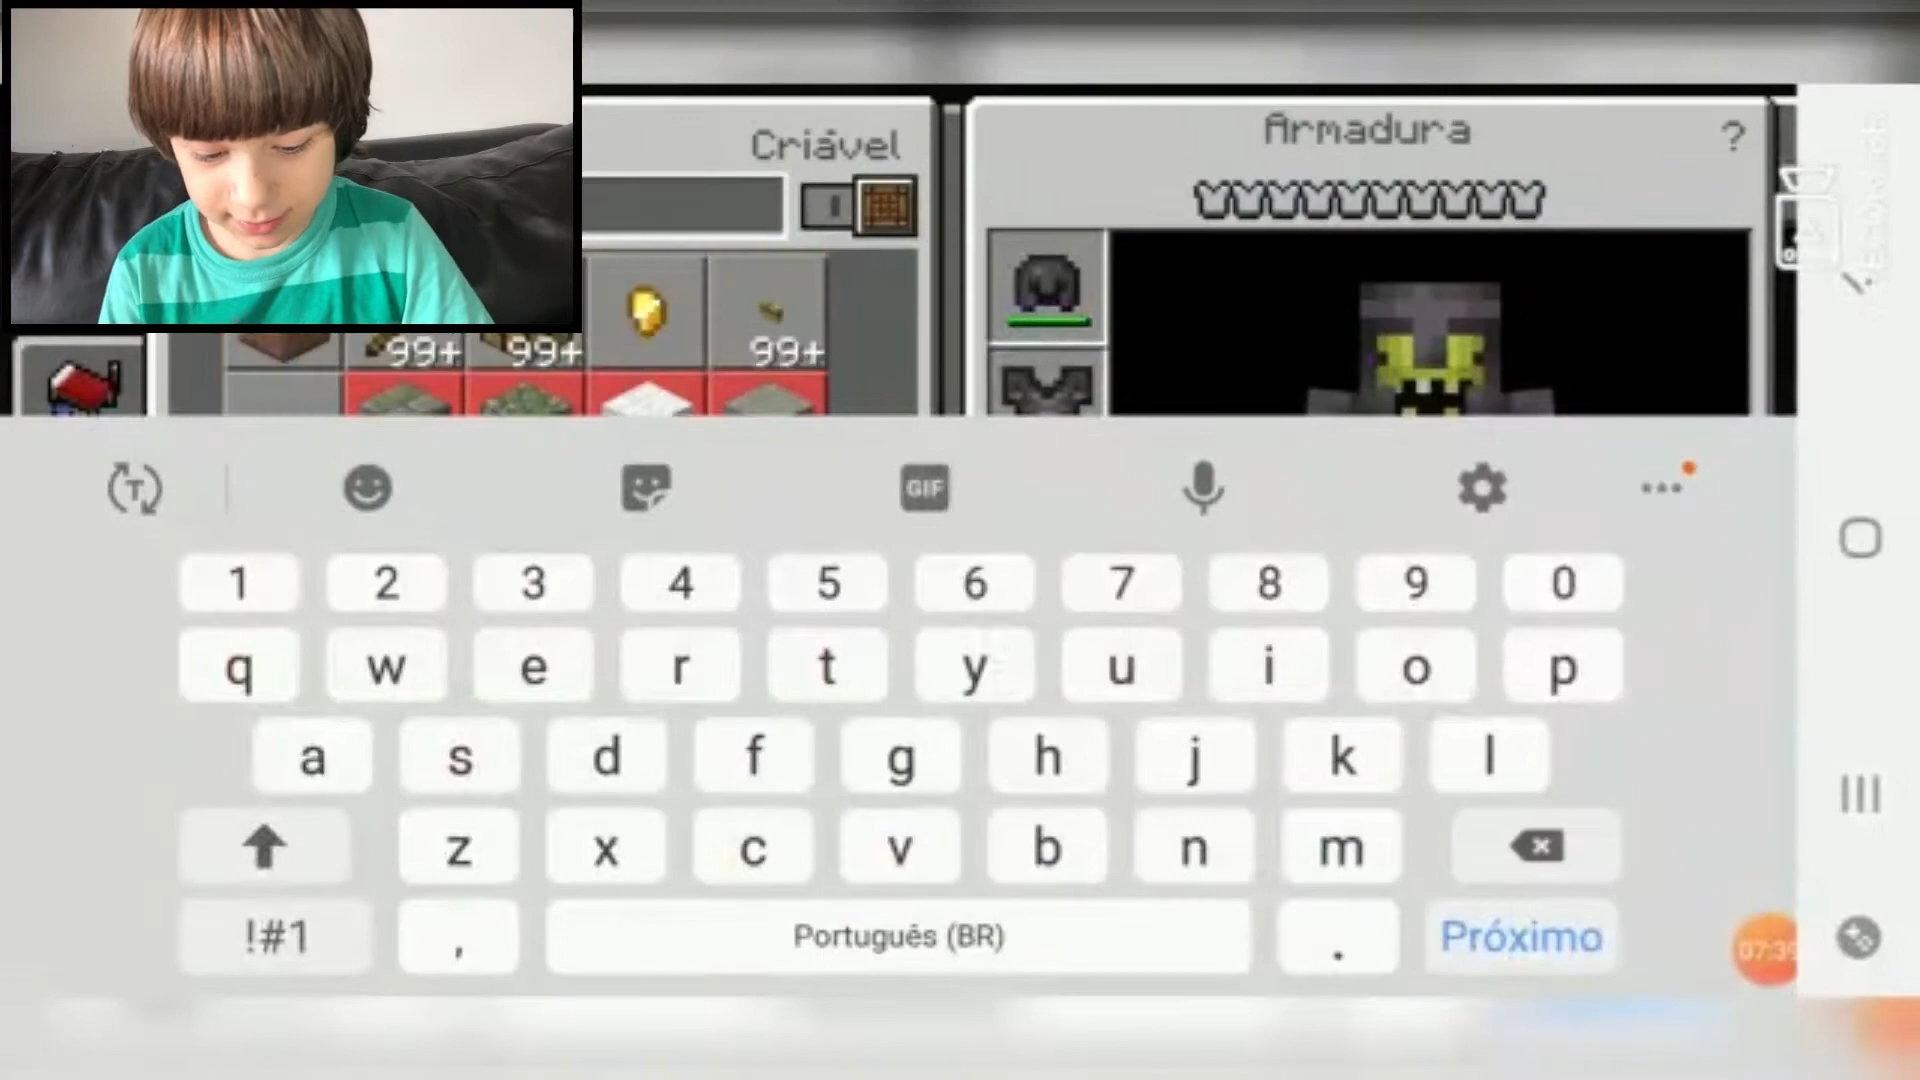 Criável
Armadura
?
99+ 99+ 99+
GIF
1 2 3 4 5 6 7 8 9 0
q w e r t y u i o p
a s d f g h j k l
z x c v b n m
!#1 , Português (BR) . Próximo